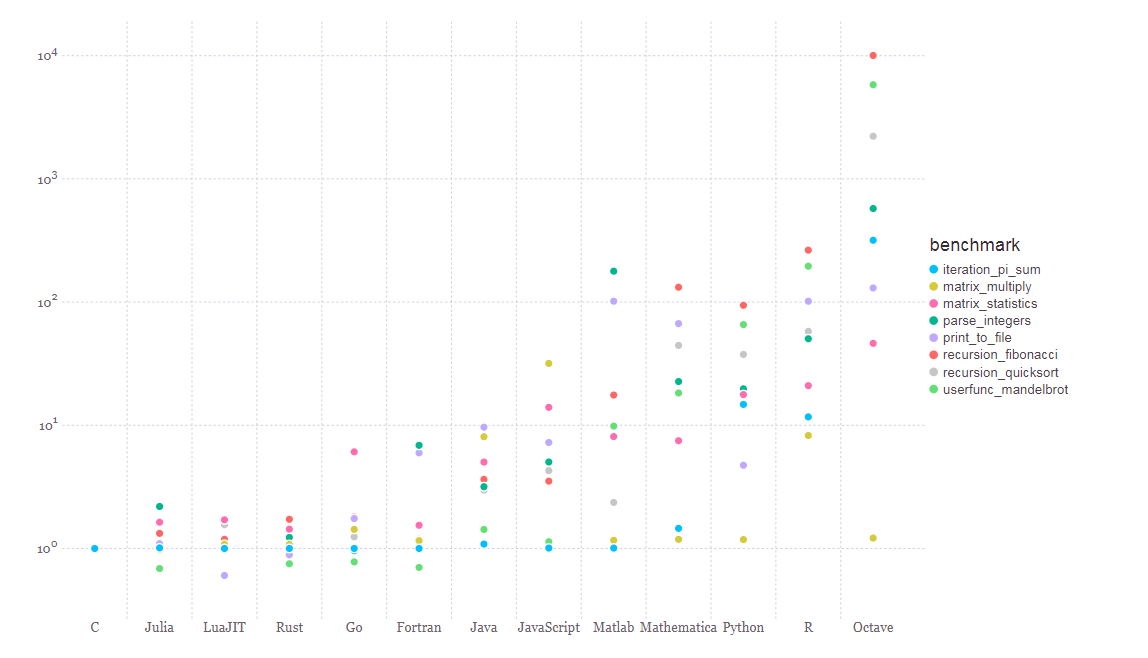 10⁴
10³
10²
10¹
10⁰
C Julia LuaJIT Rust Go Fortran Java JavaScript Matlab Mathematica Python R Octave
benchmark
iteration_pi_sum
matrix_multiply
matrix_statistics
parse_integers
print_to_file
recursion_fibonacci
recursion_quicksort
userfunc_mandelbrot